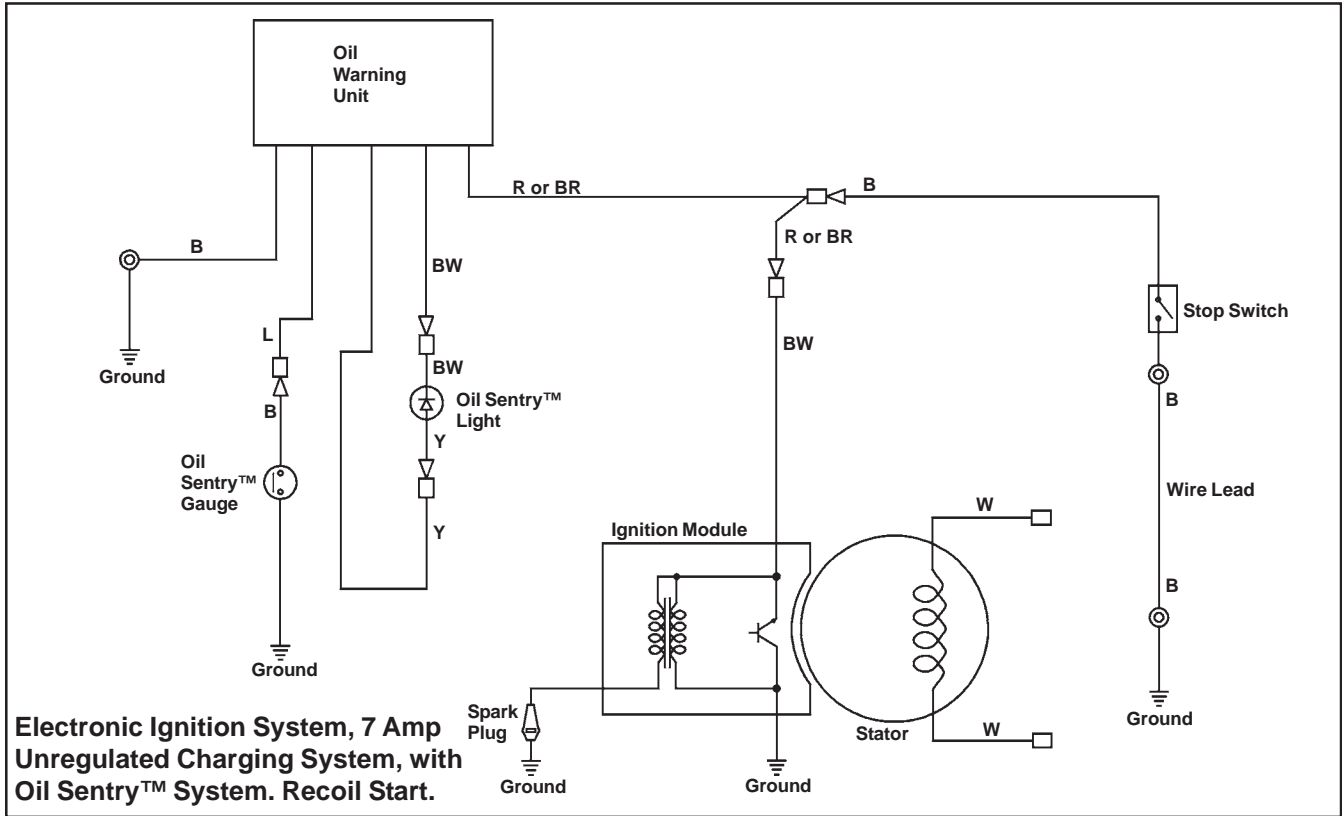 Oil
Warning
Unit
R or BR
B
R or BR
B
BW
L
Ground
BW
BW
Stop Switch
B
Oil Sentry™
Light
B
Y
Oil
Sentry™
Gauge
Wire Lead
W
Y
Ignition Module
B
Ground
Spark
Plug
Stator
W
Ground
Ground
Ground
Electronic Ignition System, 7 Amp
Unregulated Charging System, with
Oil Sentry™ System. Recoil Start.